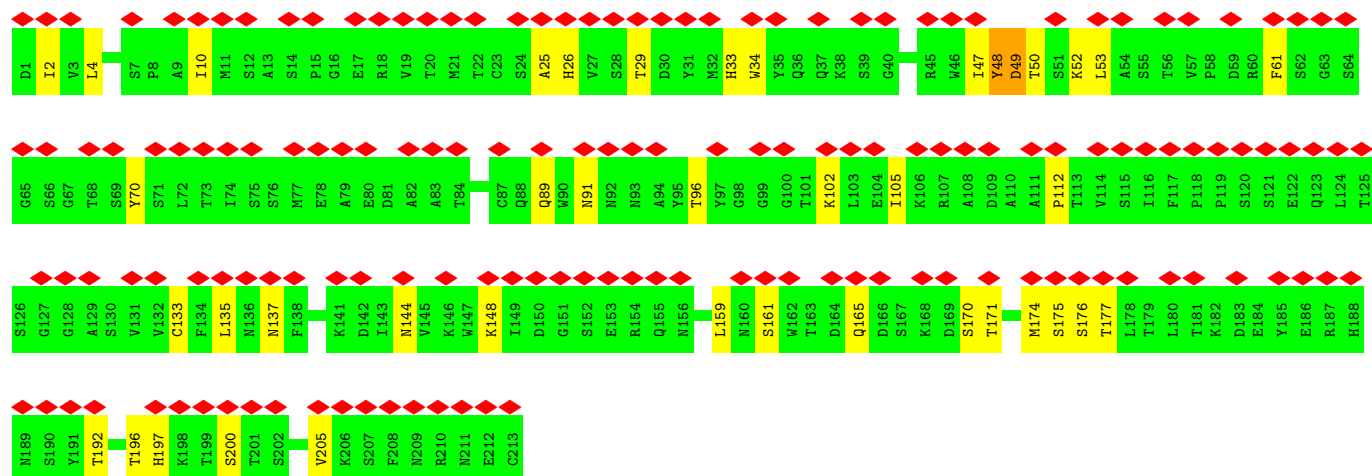 D1 I2 V3 L4 S7 P8 A9 I10 M11 S12 A13 S14 P15 G16 E17 R18 V19 T20 M21 T22 C23 S24 A25 H26 V27 S28 T29 D30 Y31 M32 H33 W34 Y35 Q36 Q37 K38 S39 G40 R45 W46 I47 Y48 D49 T50 S51 K52 L53 A54 S55 T56 V57 P58 D59 R60 F61 S62 G63 S64
G65 S66 G67 T68 S69 Y70 S71 L72 T73 I74 S75 S76 M77 E78 A79 E80 D81 A82 A83 T84 C87 Q88 Q89 W90 N91 N92 N93 A94 Y95 T96 Y97 G98 G99 G100 T101 K102 L103 E104 I105 K106 R107 A108 D109 A110 A111 P112 T113 V114 S115 I116 F117 P118 P119 S120 S121 E122 Q123 L124 T125
S126 G127 G128 A129 S130 V131 V132 C133 F134 L135 N136 N137 F138 K141 D142 I143 N144 V145 K146 W147 K148 I149 D150 G151 S152 E153 R154 Q155 N156 L159 N160 S161 W162 T163 D164 Q165 D166 S167 K168 D169 S170 T171 M174 S175 S176 T177 L178 T179 L180 T181 K182 D183 E184 Y185 E186 R187 H188
N189 S190 Y191 T192 T196 H197 K198 T199 S200 T201 S202 V205 K206 S207 F208 N209 R210 N211 E212 C213